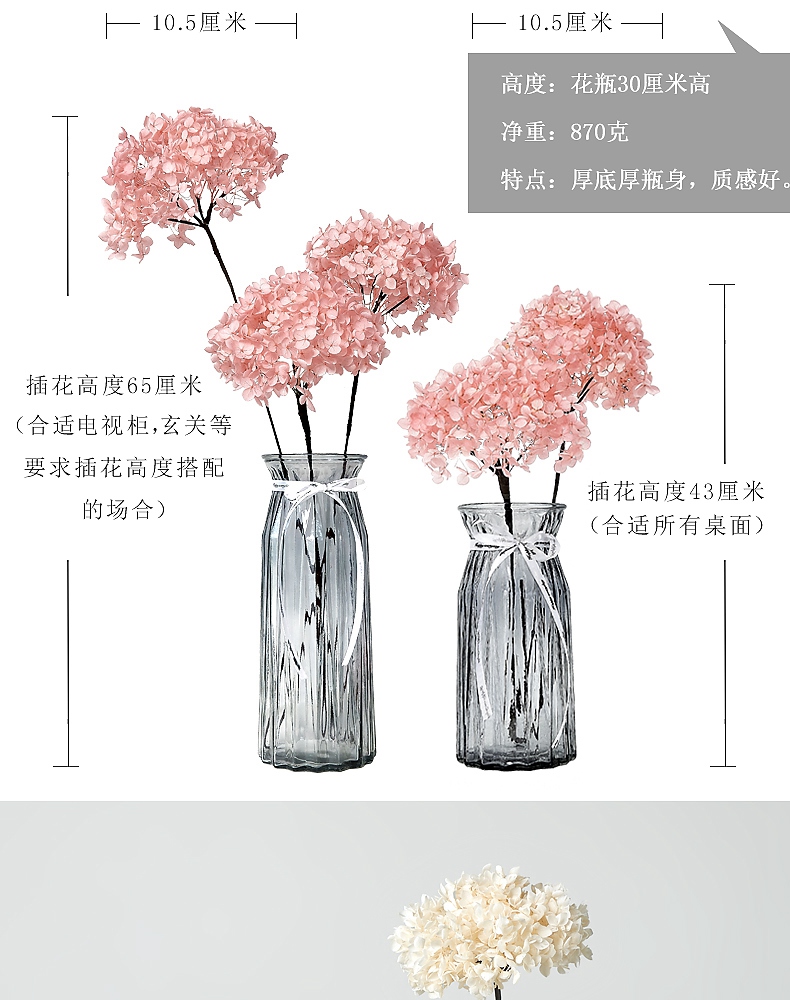 10.5厘米
10.5厘米
高度：花瓶30厘米高
净重：870克
特点：厚底厚瓶身，质感好。
插花高度65厘米
（合适电视柜,玄关等
要求插花高度搭配
的场合）
插花高度43厘米
（合适所有桌面）